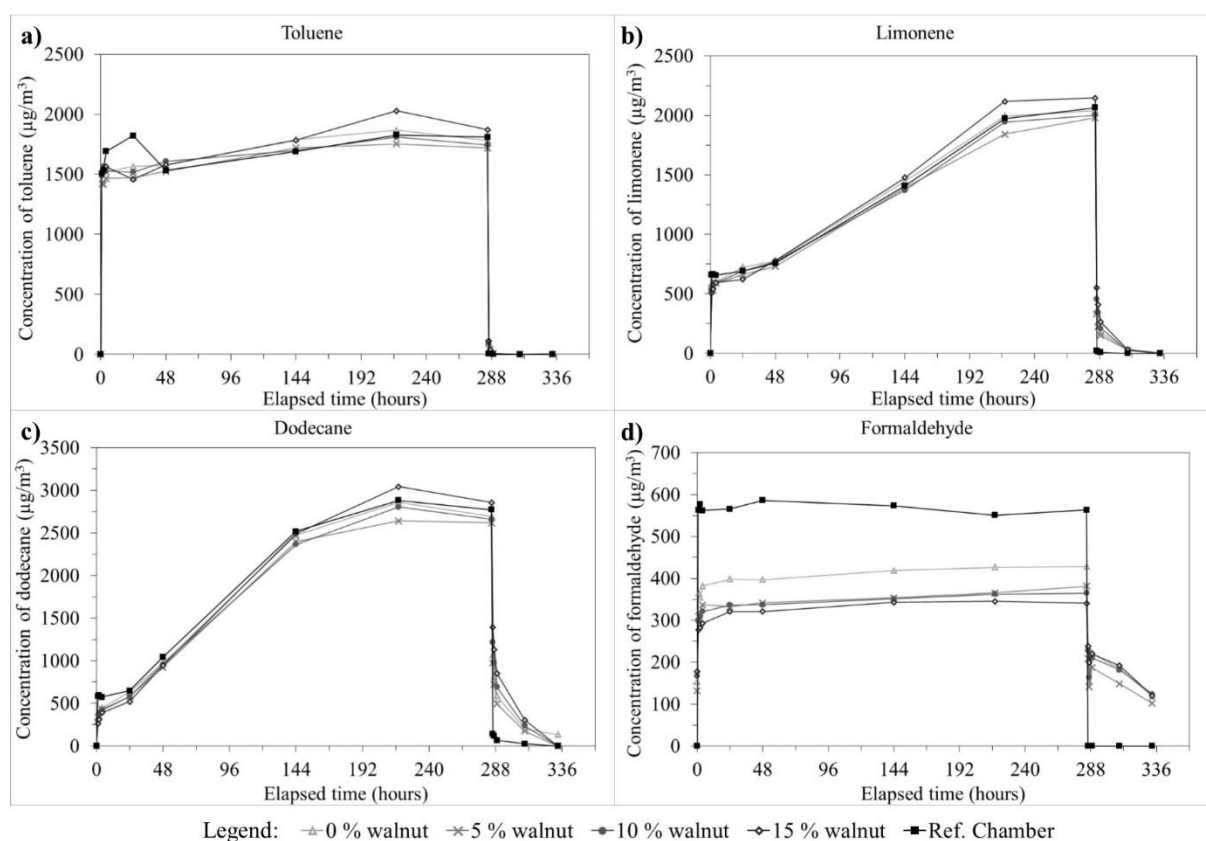 a) Toluene
Concentration of toluene (µg/m³)
2500
2000
1500
1000
500
0
0 48 96 144 192 240 288 336
Elapsed time (hours)
b) Limonene
Concentration of limonene (µg/m³)
2500
2000
1500
1000
500
0
0 48 96 144 192 240 288 336
Elapsed time (hours)
c) Dodecane
Concentration of dodecane (µg/m³)
3500
3000
2500
2000
1500
1000
500
0
0 48 96 144 192 240 288 336
Elapsed time (hours)
d) Formaldehyde
Concentration of formaldehyde (µg/m³)
700
600
500
400
300
200
100
0
0 48 96 144 192 240 288 336
Elapsed time (hours)
Legend: 0 % walnut 5 % walnut 10 % walnut 15 % walnut Ref. Chamber